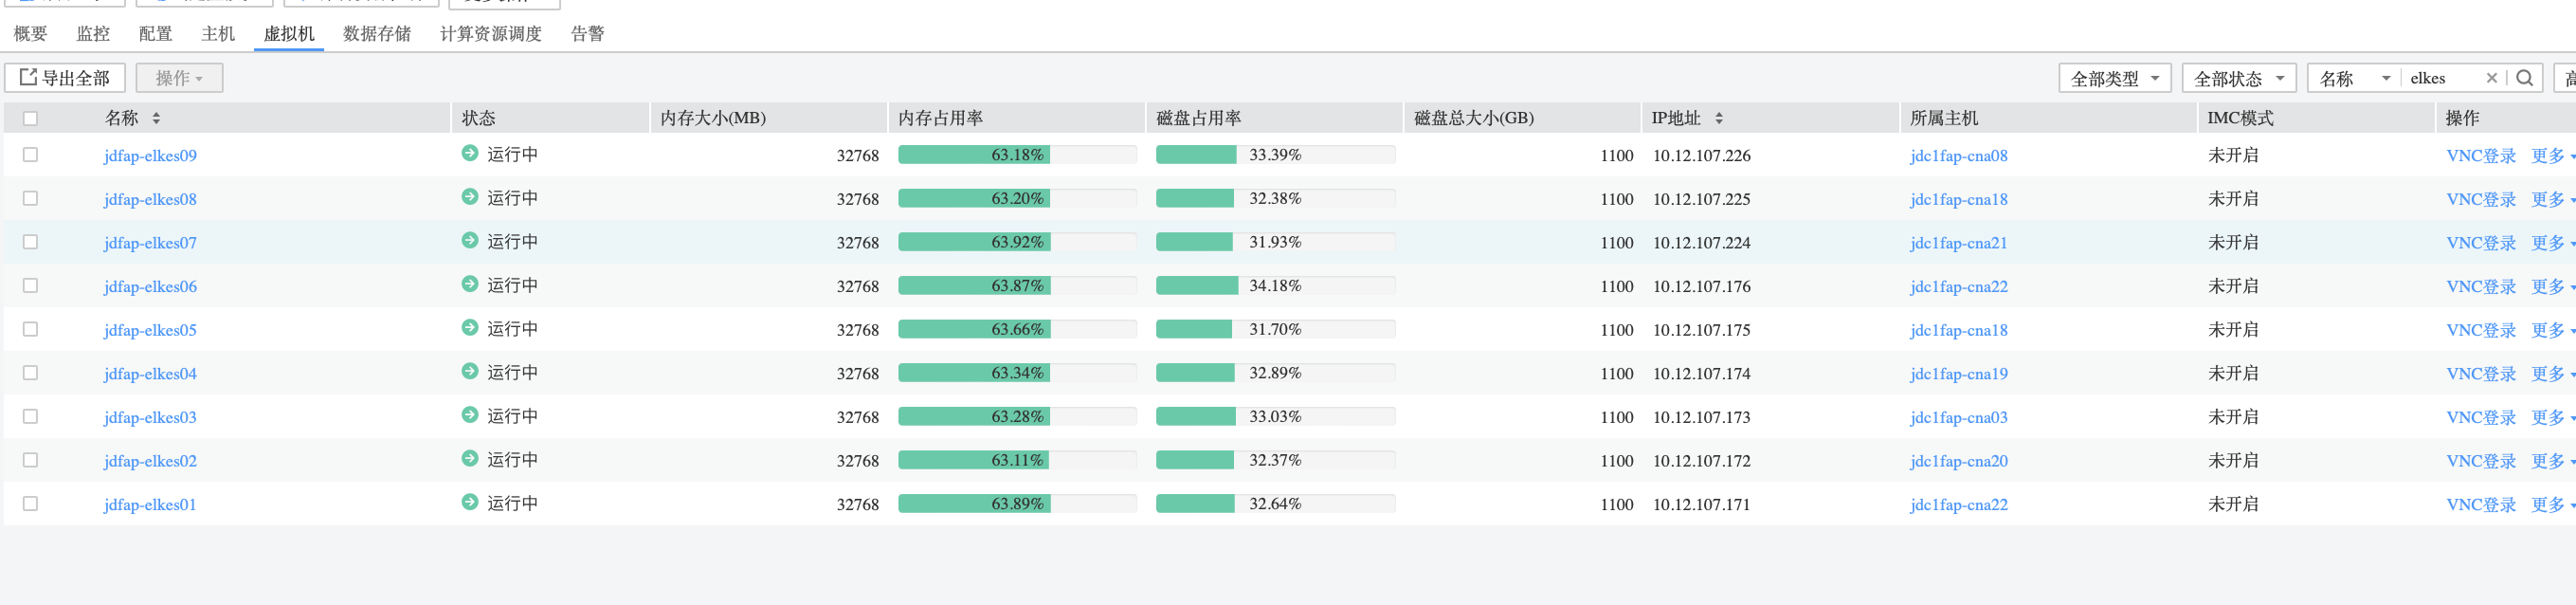 概要 监控 配置 主机 虚拟机 数据存储 计算资源调度 告警
导出全部 操作 全部类型 全部状态 名称 elkes
名称 状态 内存大小(MB) 内存占用率 磁盘占用率 磁盘总大小(GB) IP地址 所属主机 IMC模式 操作
jdfap-elkes09 运行中 32768 63.18% 33.39% 1100 10.12.107.226 jdc1fap-cna08 未开启 VNC登录 更多
jdfap-elkes08 运行中 32768 63.20% 32.38% 1100 10.12.107.225 jdc1fap-cna18 未开启 VNC登录 更多
jdfap-elkes07 运行中 32768 63.92% 31.93% 1100 10.12.107.224 jdc1fap-cna21 未开启 VNC登录 更多
jdfap-elkes06 运行中 32768 63.87% 34.18% 1100 10.12.107.176 jdc1fap-cna22 未开启 VNC登录 更多
jdfap-elkes05 运行中 32768 63.66% 31.70% 1100 10.12.107.175 jdc1fap-cna18 未开启 VNC登录 更多
jdfap-elkes04 运行中 32768 63.34% 32.89% 1100 10.12.107.174 jdc1fap-cna19 未开启 VNC登录 更多
jdfap-elkes03 运行中 32768 63.28% 33.03% 1100 10.12.107.173 jdc1fap-cna03 未开启 VNC登录 更多
jdfap-elkes02 运行中 32768 63.11% 32.37% 1100 10.12.107.172 jdc1fap-cna20 未开启 VNC登录 更多
jdfap-elkes01 运行中 32768 63.89% 32.64% 1100 10.12.107.171 jdc1fap-cna22 未开启 VNC登录 更多